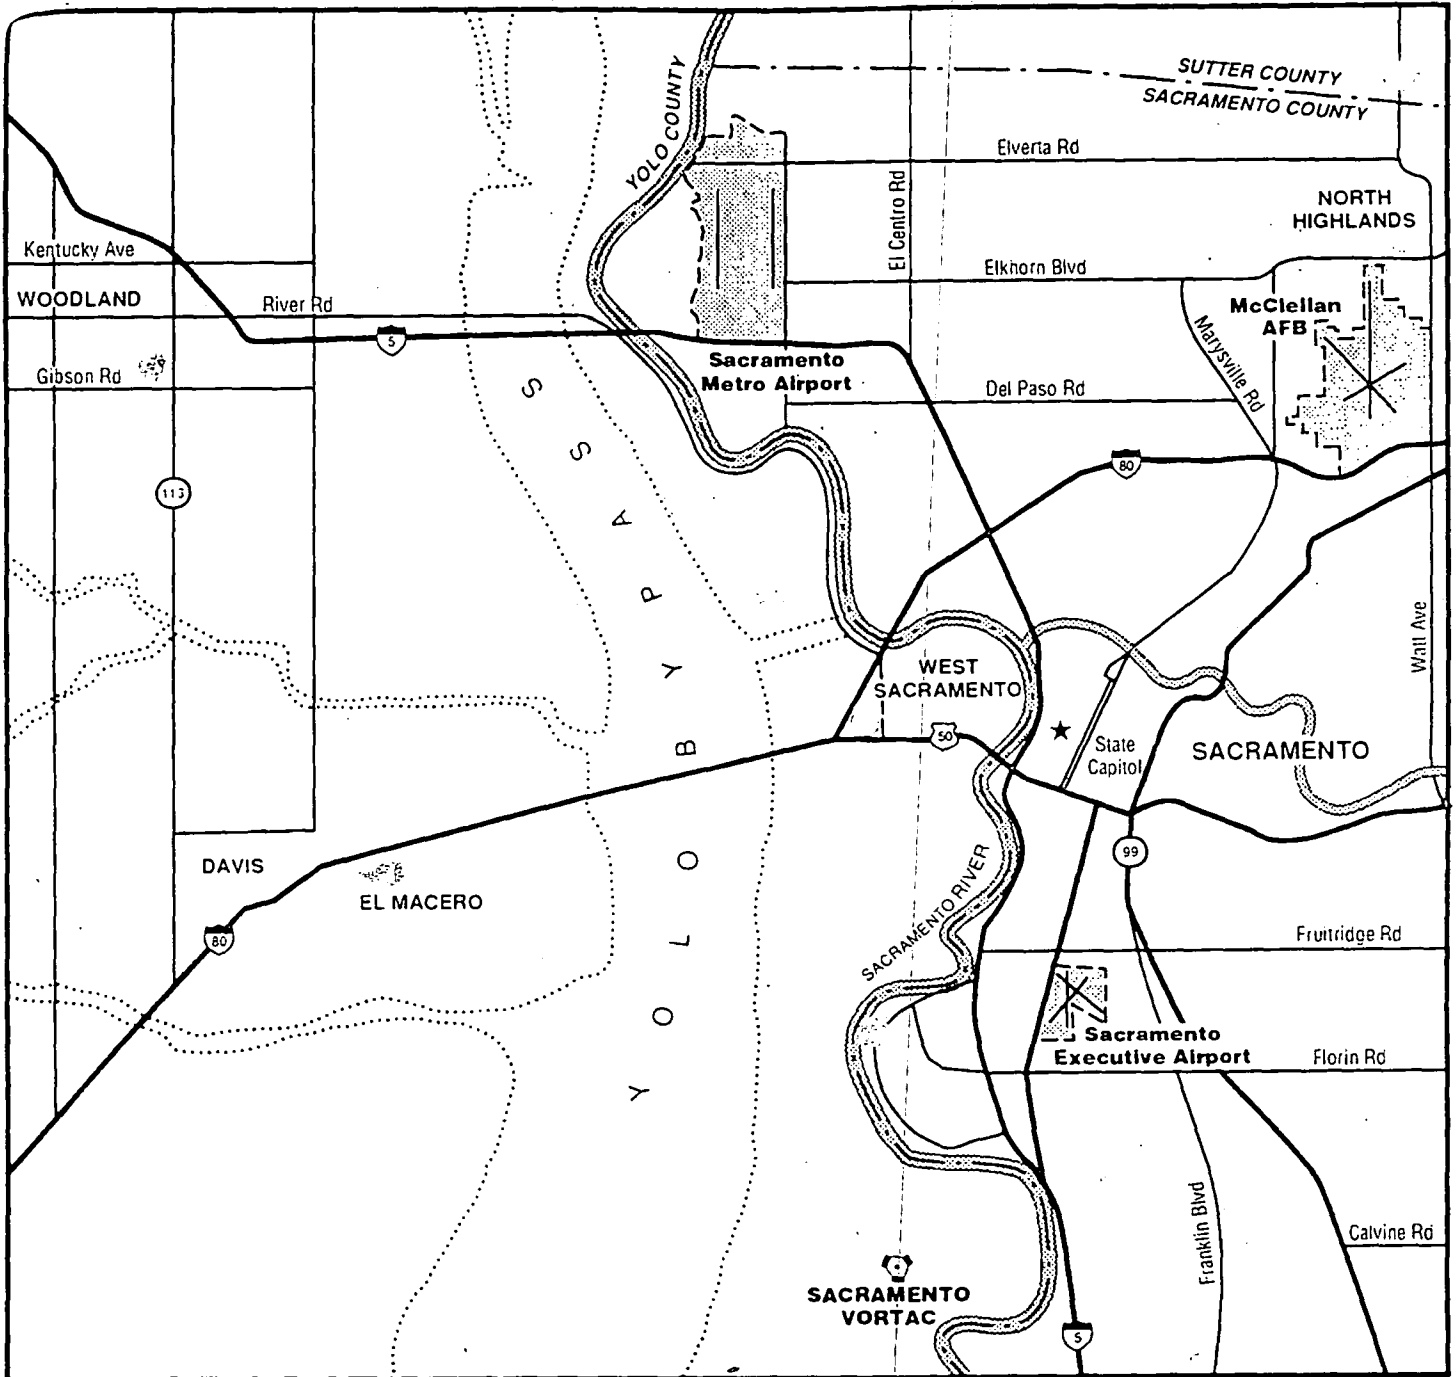 SUTTER COUNTY
SACRAMENTO COUNTY
YOLO COUNTY
Elverta Rd
El Centro Rd
NORTH
HIGHLANDS
Kentucky Ave
Elkhorn Blvd
WOODLAND
River Rd
McClellan
AFB
Marysville Rd
5
Sacramento
Metro Airport
Gibson Rd
Del Paso Rd
80
113
YOLO BYPASS
Watt Ave
WEST
SACRAMENTO
50
State
Capitol
SACRAMENTO
99
DAVIS
EL MACERO
80
SACRAMENTO RIVER
Fruitridge Rd
Sacramento
Executive Airport
Florin Rd
Franklin Blvd
Calvine Rd
SACRAMENTO
VORTAC
5